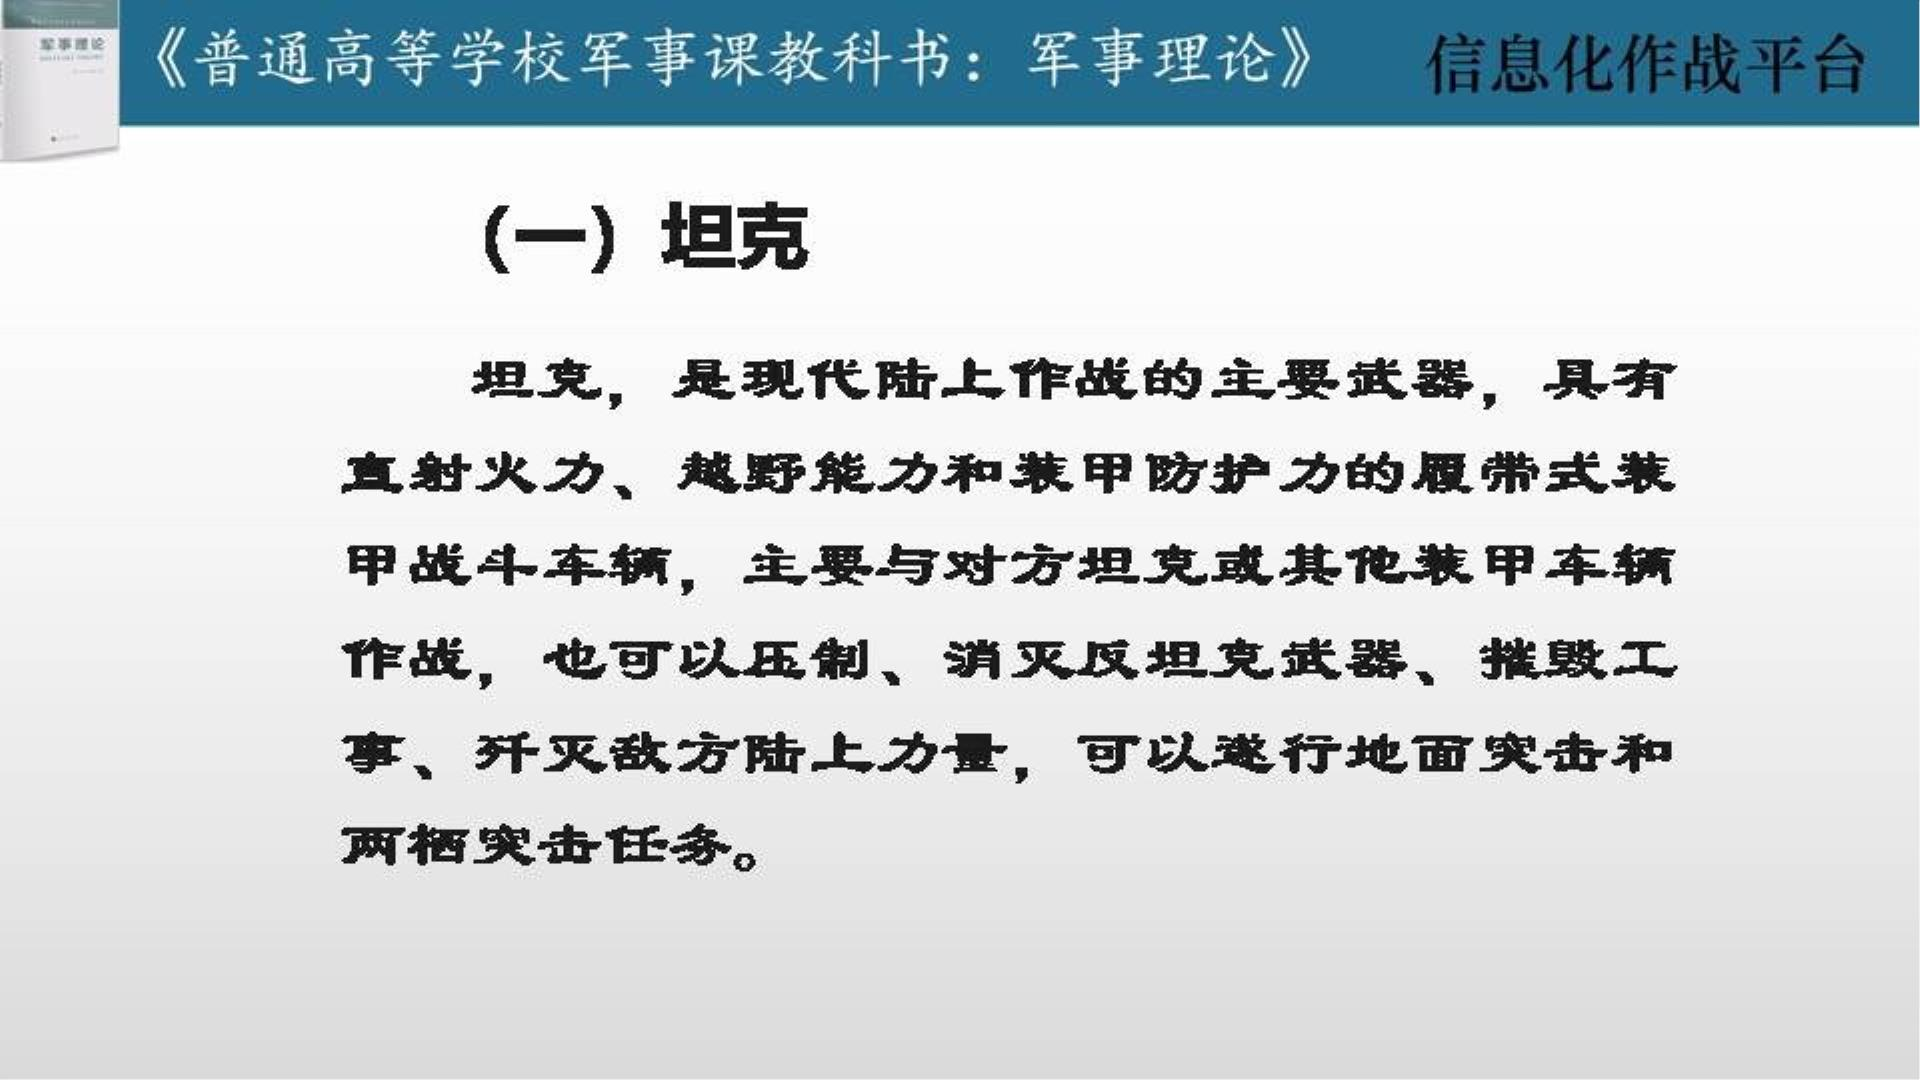 军事理论
《普通高等学校军事课教科书：军事理论》
信息化作战平台
（一）坦克
坦克，是现代陆上作战的主要武器，具有
直射火力、越野能力和装甲防护力的履带式装
甲战斗车辆，主要与对方坦克或其他装甲车辆
作战，也可以压制、消灭反坦克武器、摧毁工
事、歼灭敌方陆上力量，可以遂行地面突击和
两栖突击任务。